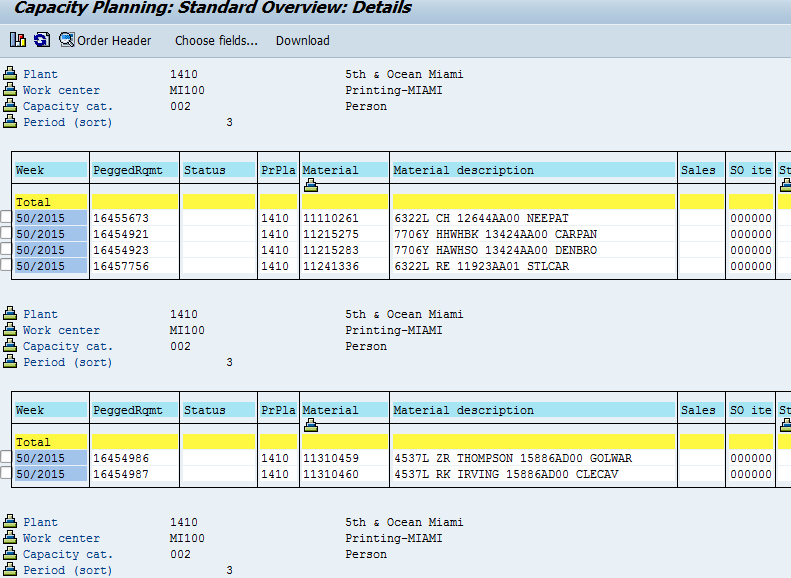 Capacity Planning: Standard Overview: Details
Order Header Choose fields... Download
Plant 1410 5th & Ocean Miami
Work center MI100 Printing-MIAMI
Capacity cat. 002 Person
Period (sort) 3
Week PeggedRqmt Status PrPla Material Material description Sales SO ite St
Total
50/2015 16455673 1410 11110261 6322L CH 12644AA00 NEEPAT 000000
50/2015 16454921 1410 11215275 7706Y HHWHBK 13424AA00 CARPAN 000000
50/2015 16454923 1410 11215283 7706Y HAWHSO 13424AA00 DENBRO 000000
50/2015 16457756 1410 11241336 6322L RE 11923AA01 STLCAR 000000
Plant 1410 5th & Ocean Miami
Work center MI100 Printing-MIAMI
Capacity cat. 002 Person
Period (sort) 3
Week PeggedRqmt Status PrPla Material Material description Sales SO ite St
Total
50/2015 16454986 1410 11310459 4537L ZR THOMPSON 15886AD00 GOLWAR 000000
50/2015 16454987 1410 11310460 4537L RK IRVING 15886AD00 CLECAV 000000
Plant 1410 5th & Ocean Miami
Work center MI100 Printing-MIAMI
Capacity cat. 002 Person
Period (sort) 3